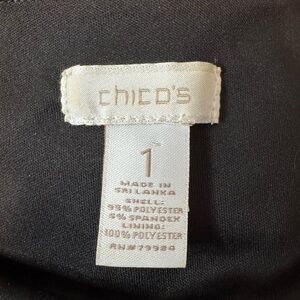 chico's
1
MADE IN
SRI LANKA
SHELL:
95% POLYESTER
5% SPANDEX
LINING:
100% POLYESTER
RN#79984